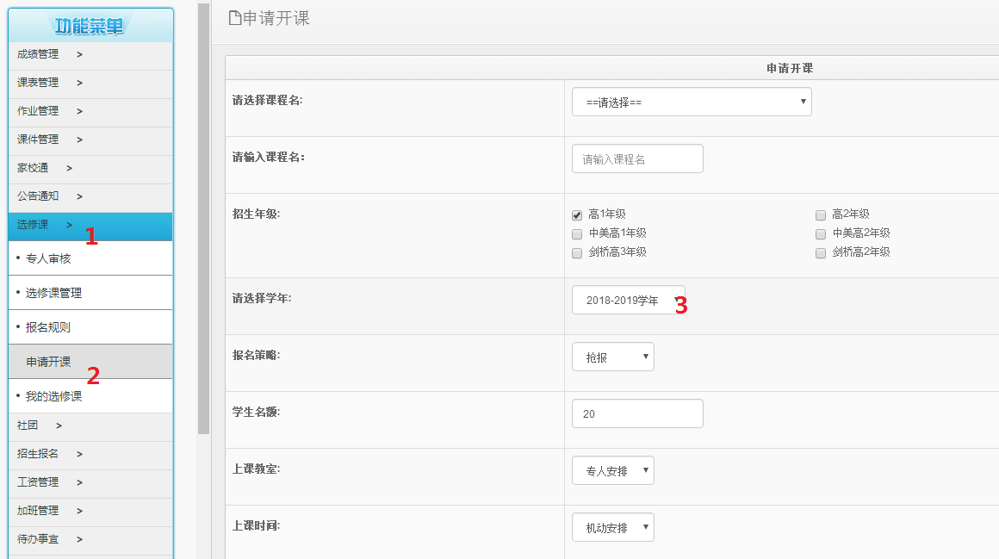 功能菜单
成绩管理 >
课表管理 >
作业管理 >
课件管理 >
家校通 >
公告通知 >
选修课 >
1
• 专人审核
• 选修课管理
• 报名规则
申请开课
2
• 我的选修课
社团 >
招生报名 >
工资管理 >
加班管理 >
待办事宜 >
申请开课
申请开课
请选择课程名:
==请选择==
请输入课程名:
请输入课程名
招生年级:
高1年级 高2年级
中美高1年级 中美高2年级
剑桥高3年级 剑桥高2年级
请选择学年:
2018-2019学年
3
报名策略:
抢报
学生名额:
20
上课教室:
专人安排
上课时间:
机动安排